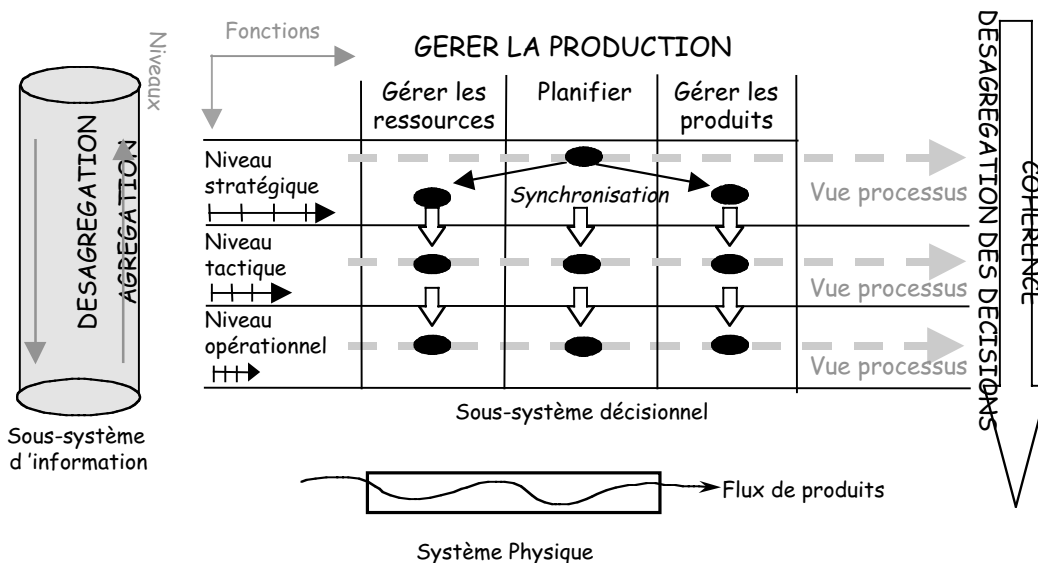 Niveaux
Fonctions
GERER LA PRODUCTION
Gérer les
ressources
Planifier
Gérer les
produits
DESAGREGATION
AGREGATION
Niveau
stratégique
Synchronisation
Vue processus
Niveau
tactique
Vue processus
Niveau
opérationnel
Vue processus
DESAGREGATION DES DECISIONS
COHERENCE
Sous-système
d 'information
Sous-système décisionnel
Flux de produits
Système Physique